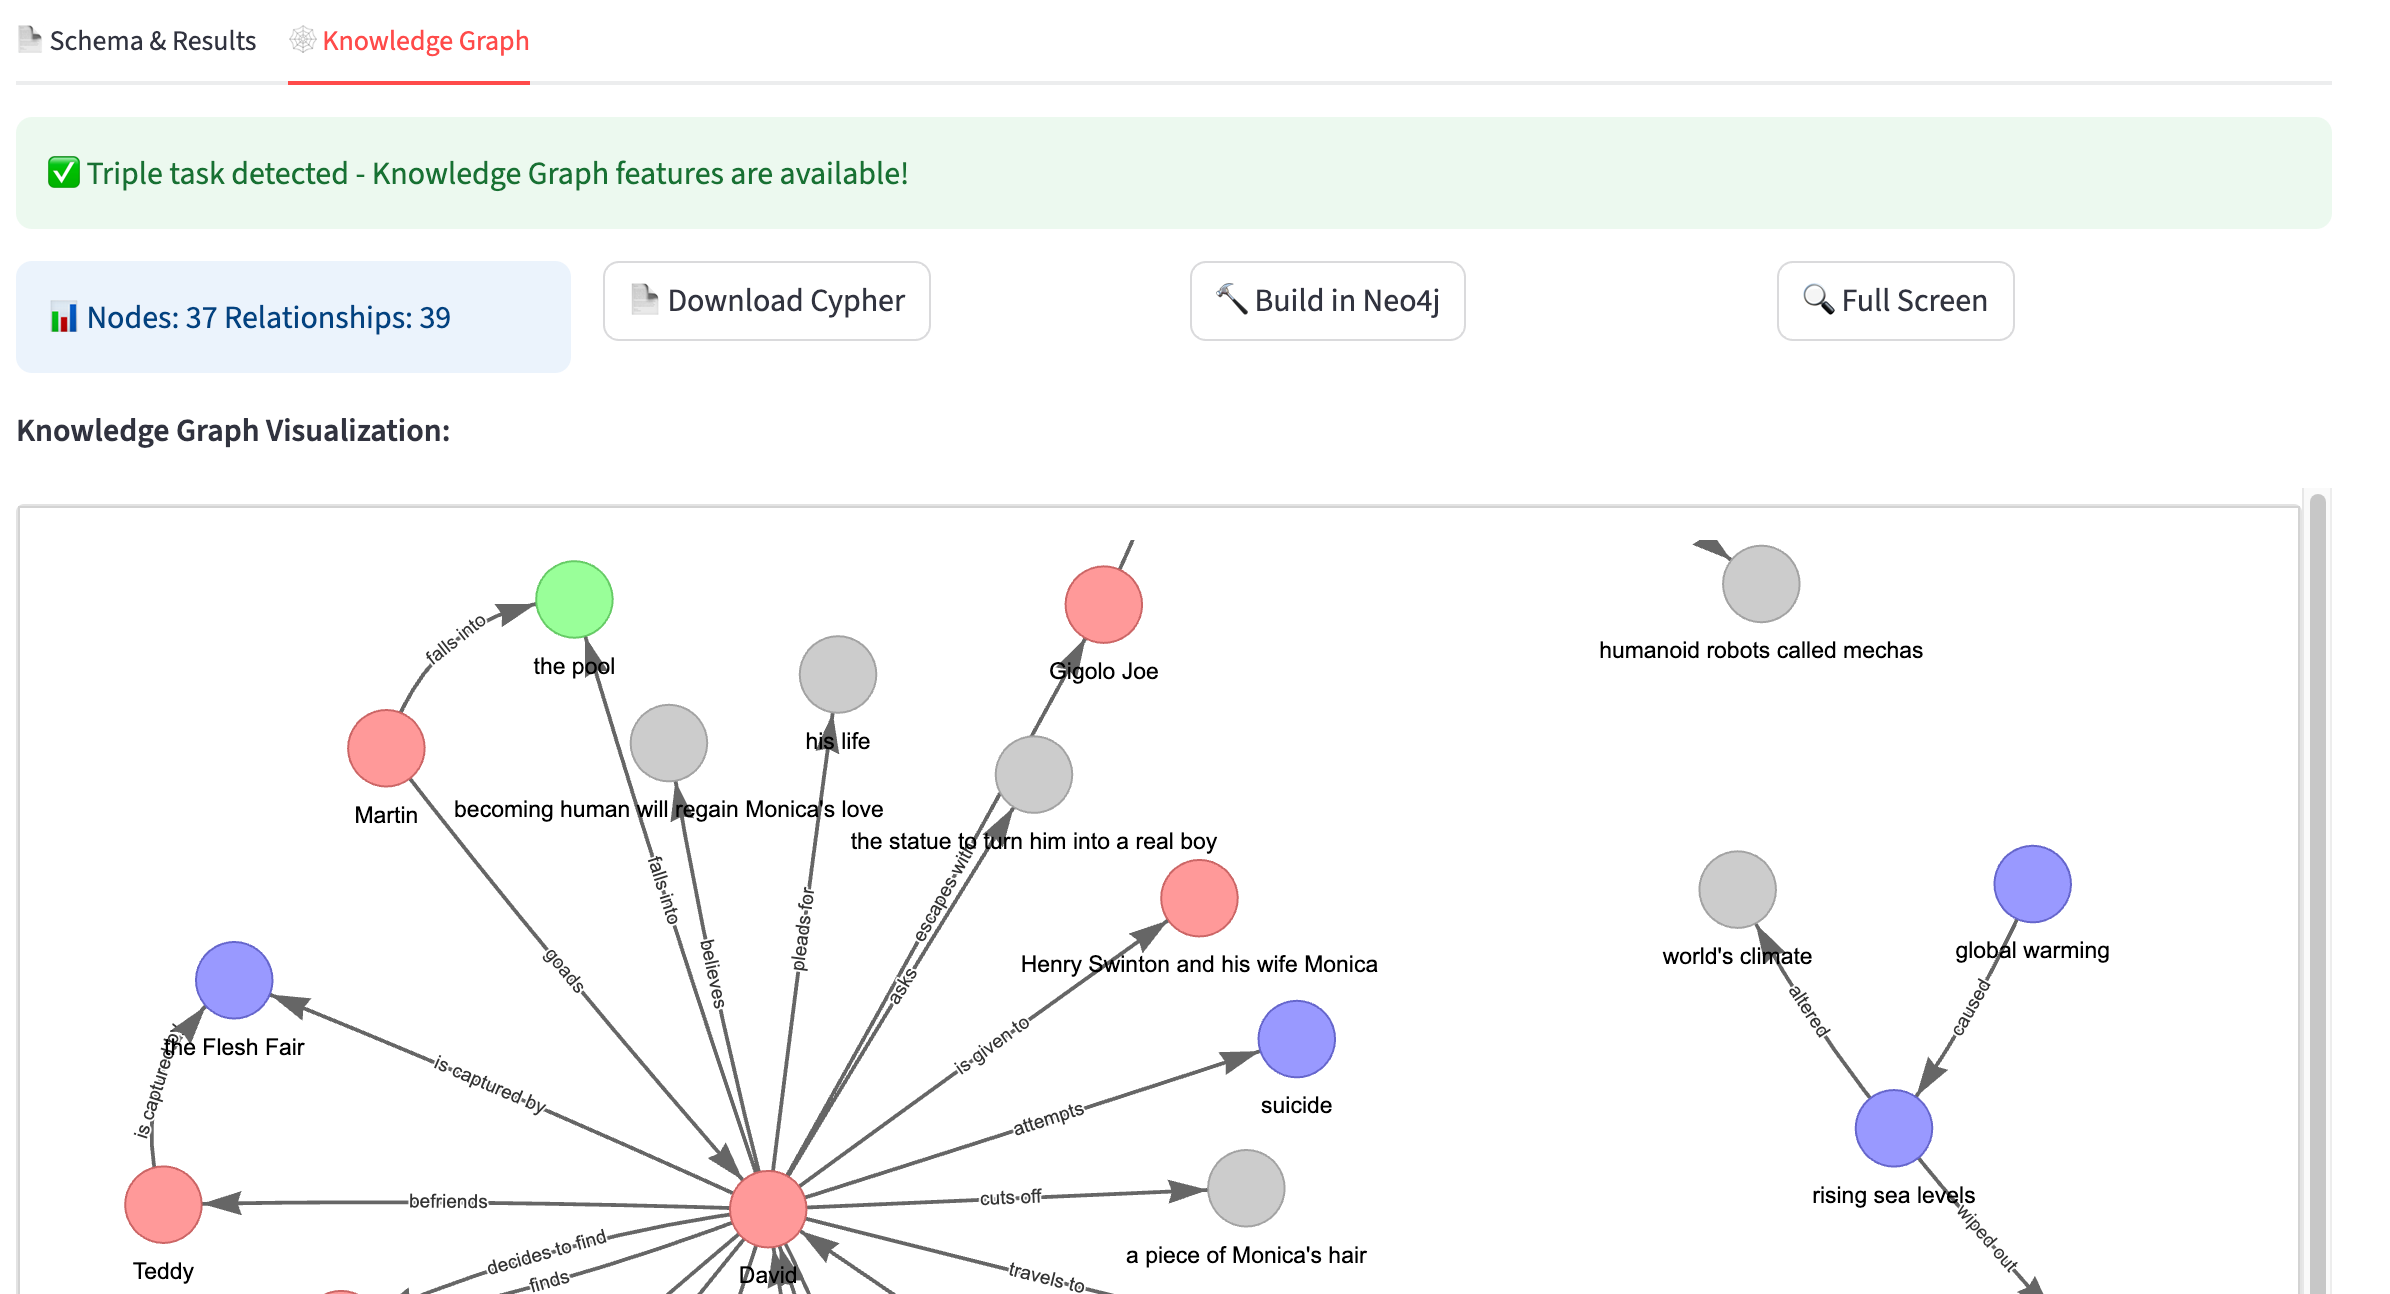 Schema & Results
Knowledge Graph
Triple task detected - Knowledge Graph features are available!
Nodes: 37 Relationships: 39
Download Cypher
Build in Neo4j
Full Screen
Knowledge Graph Visualization:
falls into
the pool
Gigolo Joe
humanoid robots called mechas
his life
Martin
becoming human will regain Monica's love
the statue to turn him into a real boy
falls into
pleads for
escapes with
world's climate
global warming
Henry Swinton and his wife Monica
goads
believes
asks
altered
caused
the Flesh Fair
is captured by
is captured by
is given to
suicide
attempts
rising sea levels
befriends
cuts off
wiped out
a piece of Monica's hair
Teddy
decides to find
finds
David
travels to